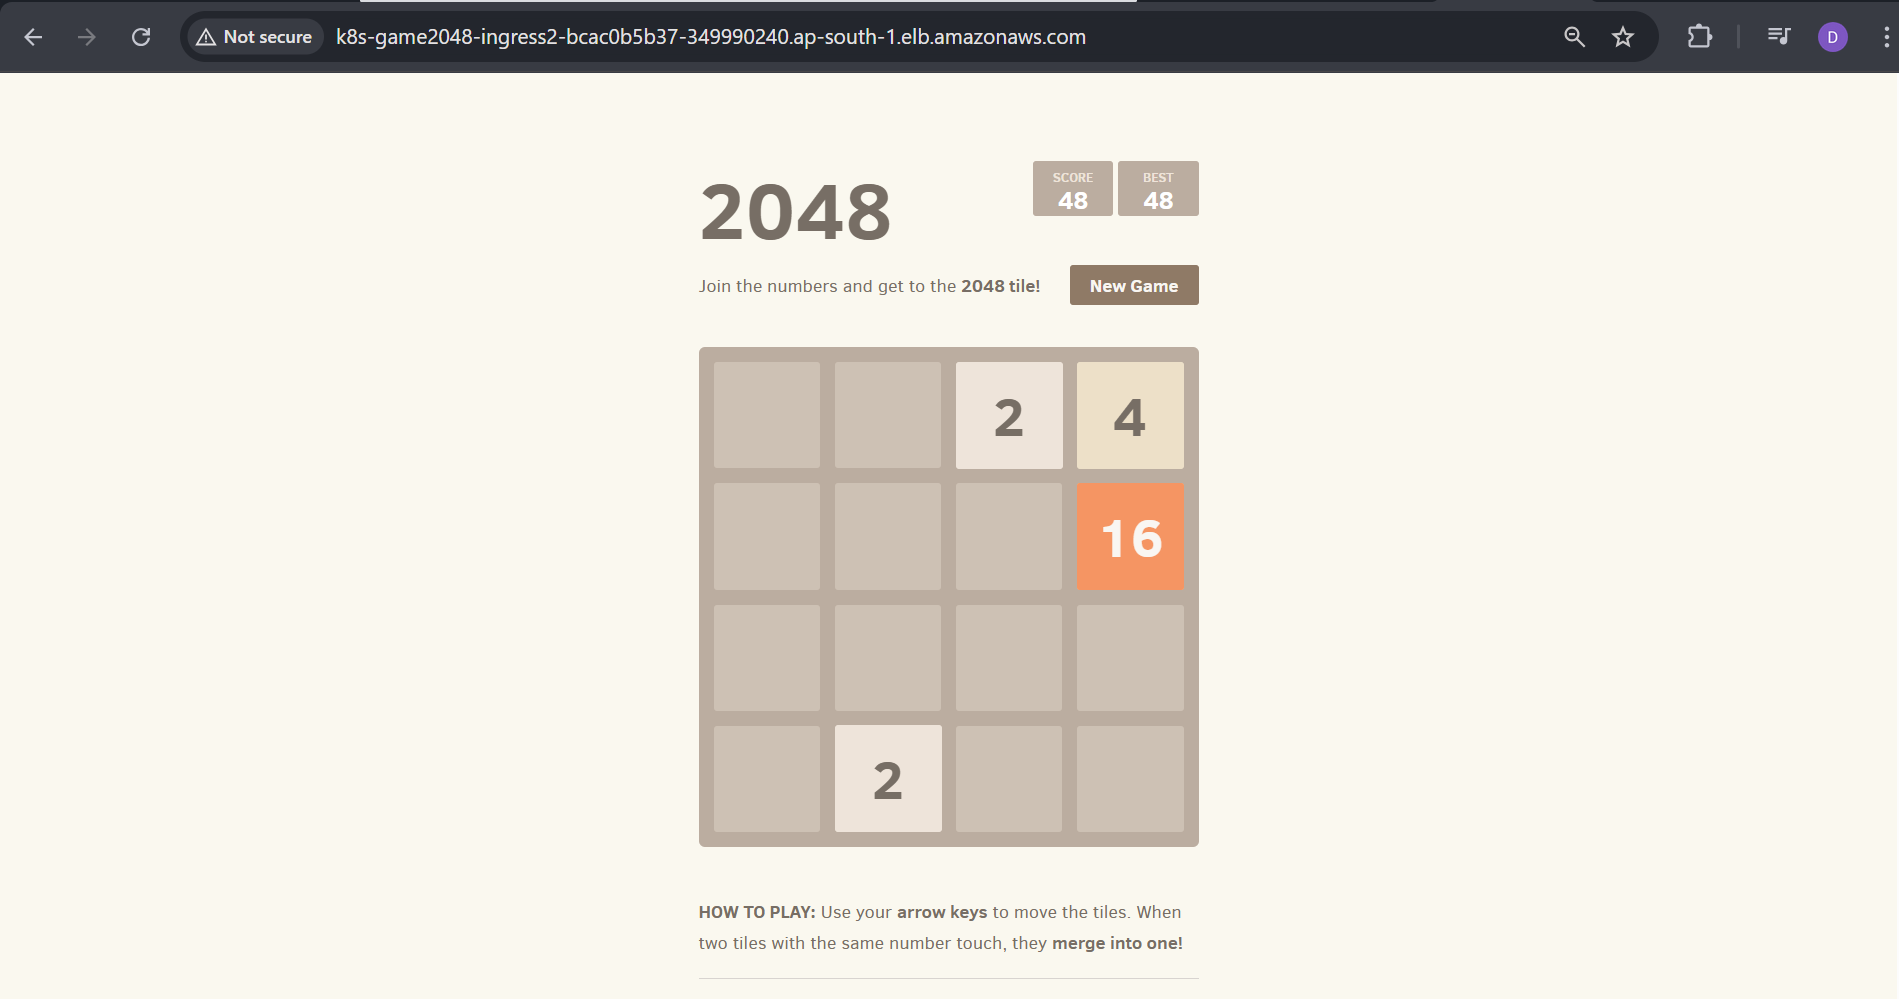 Not secure k8s-game2048-ingress2-bcac0b5b37-349990240.ap-south-1.elb.amazonaws.com D
2048
SCORE BEST
48 48
Join the numbers and get to the 2048 tile! New Game
2 4
16
2
HOW TO PLAY: Use your arrow keys to move the tiles. When
two tiles with the same number touch, they merge into one!